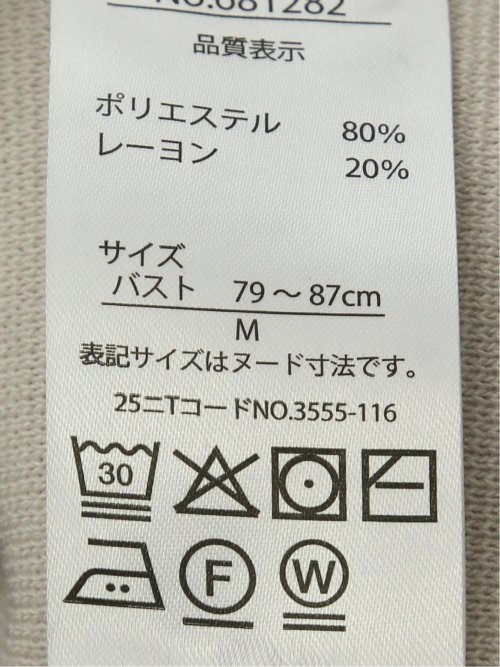 No.681282
品質表示
ポリエステル 80%
レーヨン 20%
サイズ
バスト 79～87cm
M
表記サイズはヌード寸法です。
25ニTコードNO.3555-116
30
F W